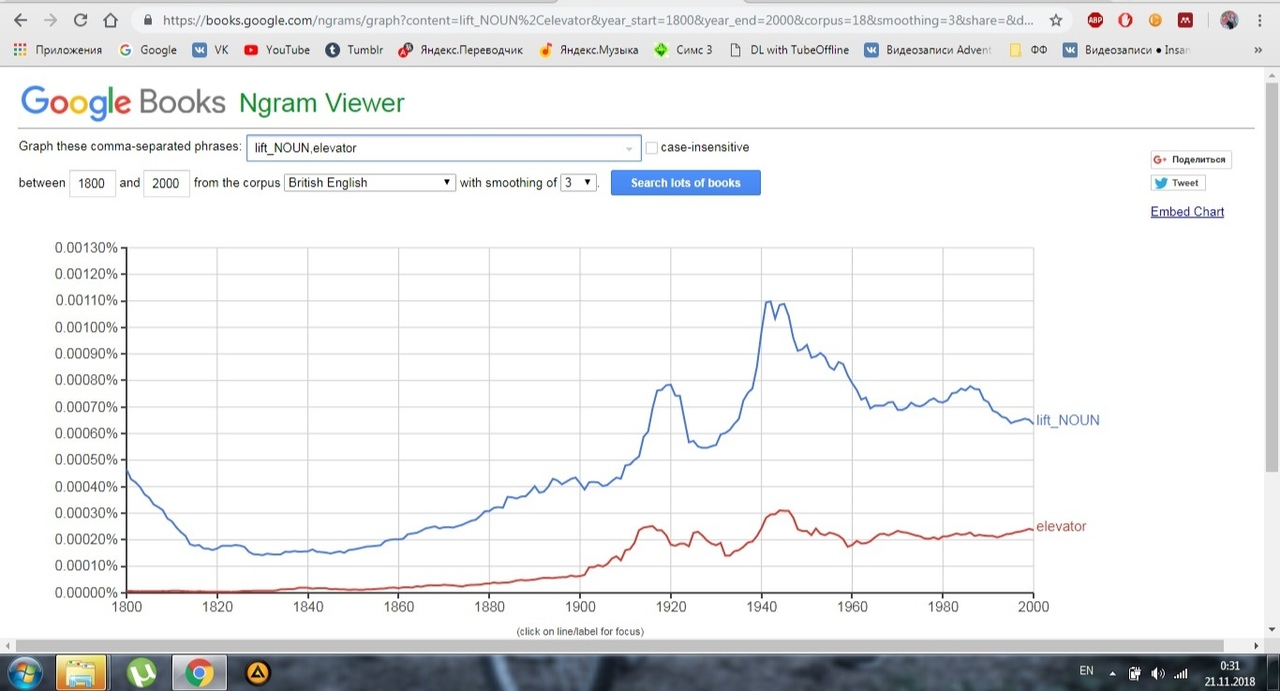 https://books.google.com/ngrams/graph?content=lift_NOUN%2Celevator&year_start=1800&year_end=2000&corpus=18&smoothing=3&share=&d...
ABP
Приложения Google VK YouTube Tumblr Яндекс.Переводчик Яндекс.Музыка Симс 3 DL with TubeOffline Видеозаписи Advent ФФ Видеозаписи • Insan »
Google Books Ngram Viewer
Graph these comma-separated phrases: lift_NOUN,elevator case-insensitive
between 1800 and 2000 from the corpus British English with smoothing of 3 . Search lots of books
G+ Поделиться
Tweet
Embed Chart
0.00130%
0.00120%
0.00110%
0.00100%
0.00090%
0.00080%
0.00070%
0.00060%
0.00050%
0.00040%
0.00030%
0.00020%
0.00010%
0.00000%
lift_NOUN
elevator
1800 1820 1840 1860 1880 1900 1920 1940 1960 1980 2000
(click on line/label for focus)
EN 0:31
21.11.2018